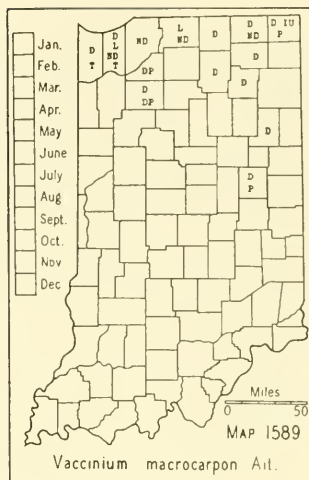 Jan.
Feb.
Mar.
Apr.
May
June
July
Aug
Sept.
Oct.
Nov
Dec
D
T
D
L
ND
T
ND
L
ND
D
D
ND
D IU
P
DP
D
D
D
D
DP
D
D
P
Miles
0 50
MAP 1589
Vaccinium macrocarpon Ait.